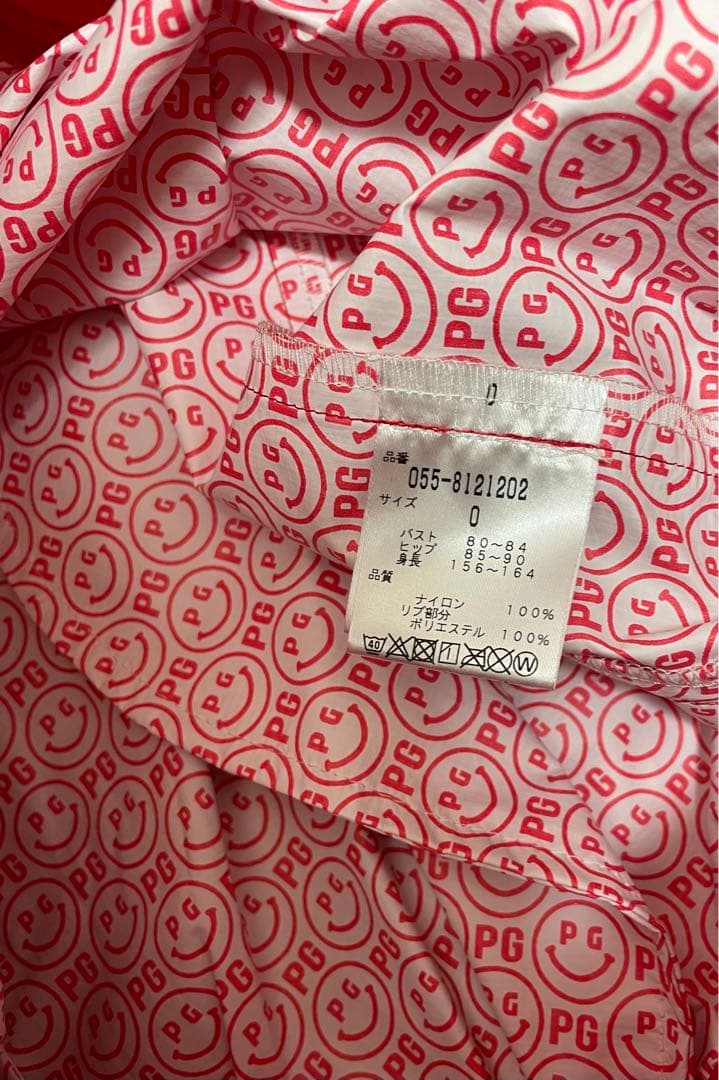 0
品番
055-8121202
サイズ
0
バスト 80~84
ヒップ 85~90
身長 156~164
品質
ナイロン 100%
リブ部分
ポリエステル 100%
40
W
PG